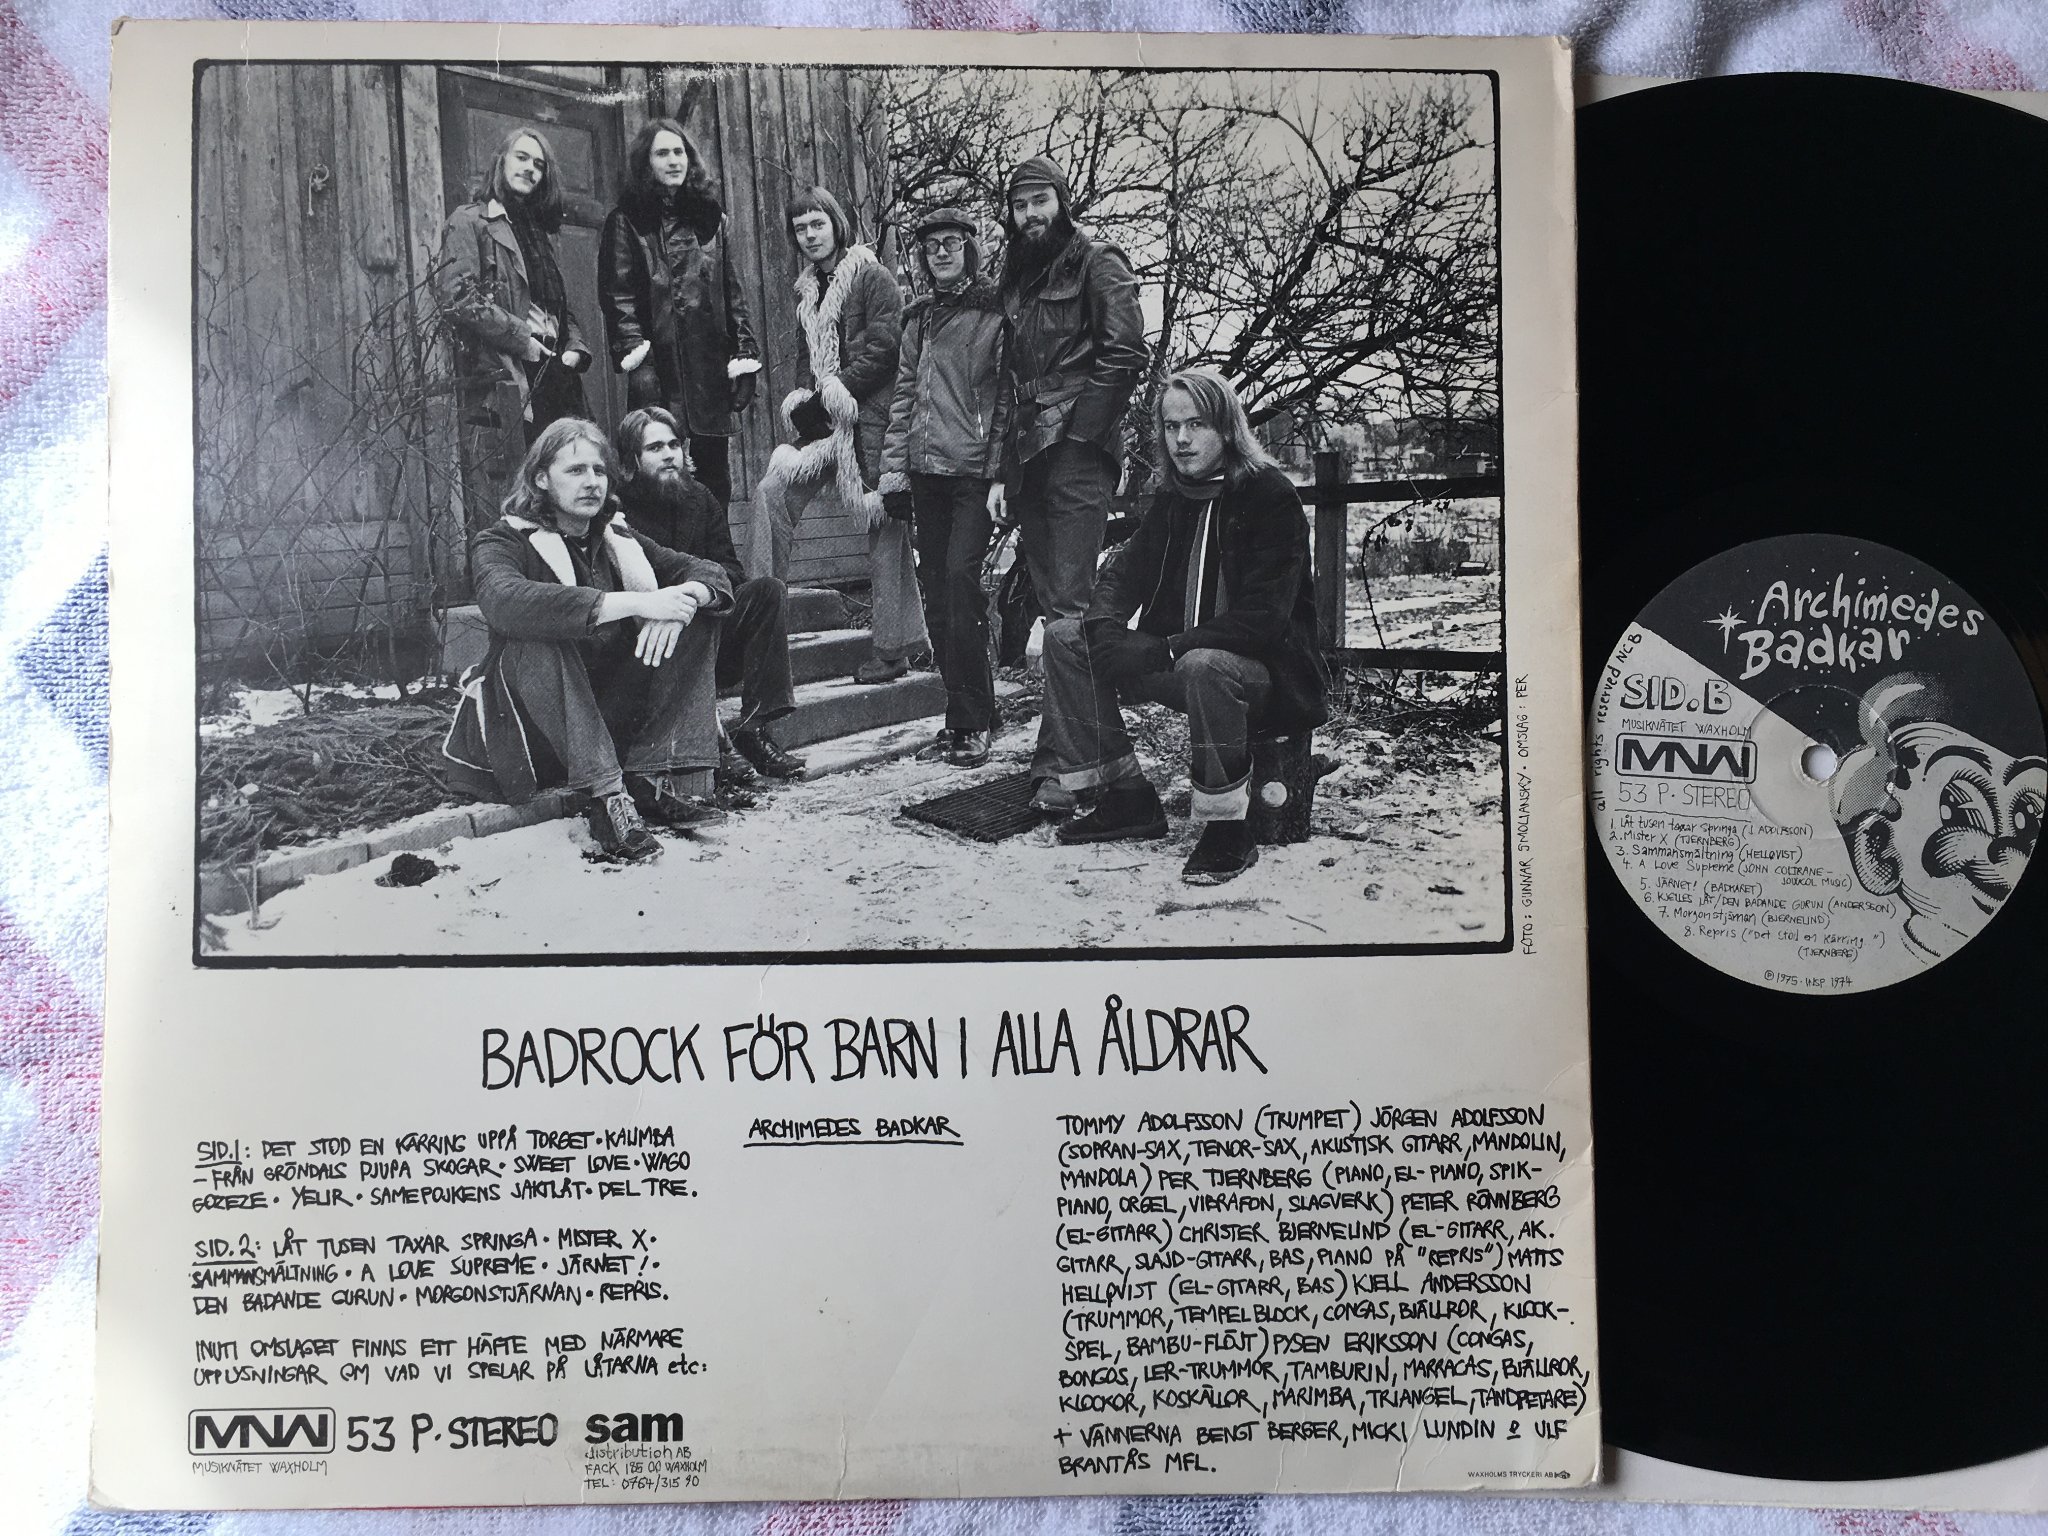 FOTO: GUNNAR SMOLIANSKY. OMSLAG: PER
BADROCK FÖR BARN I ALLA ÅLDRAR
SID.1: DET STOD EN KÄRRING UPPÅ TORGET • KALIMBA
– FRÅN GRÖNDALS DJUPA SKOGAR • SWEET LOVE • WAGO
GOZEZE • YELIR • SAMEPOJKENS JAKTLÅT • DEL TRE.
SID.2: LÅT TUSEN TAXAR SPRINGA • MISTER X •
SAMMANSMÄLTNING • A LOVE SUPREME • JÄRNET! •
DEN BADANDE GURUN • MORGONSTJÄRNAN • REPRIS.
INUTI OMSLAGET FINNS ETT HÄFTE MED NÄRMARE
UPPLYSNINGAR OM VAD VI SPELAR PÅ LÅTARNA etc:
MNW 53 P • STEREO
MUSIKNÄTET WAXHOLM
sam
distribution AB
FACK 185 00 WAXHOLM
TEL: 0764/315 90
ARCHIMEDES BADKAR
TOMMY ADOLFSSON (TRUMPET) JÖRGEN ADOLFSSON
(SOPRAN-SAX, TENOR-SAX, AKUSTISK GITARR, MANDOLIN,
MANDOLA) PER TJERNBERG (PIANO, EL-PIANO, SPIK-
PIANO, ORGEL, VIBRAFON, SLAGVERK) PETER RÖNNBERG
(EL-GITARR) CHRISTER BJERNELIND (EL-GITARR, AK.
GITARR, SLAJD-GITARR, BAS, PIANO PÅ "REPRIS") MATTS
HELLQVIST (EL-GITARR, BAS) KJELL ANDERSSON
(TRUMMOR, TEMPELBLOCK, CONGAS, BJÄLLROR, KLOCK-
SPEL, BAMBU-FLÖJT) PYSEN ERIKSSON (CONGAS,
BONGOS, LER-TRUMMOR, TAMBURIN, MARRACAS, BJÄLLROR,
KLOCKOR, KOSKÄLLOR, MARIMBA, TRIANGEL, TANDPETARE)
+ VÄNNERNA BENGT BERGER, MICKI LUNDIN o ULF
BRANTÅS MFL.
WAXHOLMS TRYCKERI AB
Archimedes
Badkar
all rights reserved NCB
SID. B
MUSIKNÄTET WAXHOLM
MNW
53 P • STEREO
1. Låt tusen taxar springa (J. ADOLFSSON)
2. Mister X (TJERNBERG)
3. Sammansmältning (HELLQVIST)
4. A Love Supreme (JOHN COLTRANE –
JOWCOL MUSIC)
5. JÄRNET! (BADKARET)
6. KJELLES LÅT/DEN BADANDE GURUN (ANDERSSON)
7. Morgonstjärnan (BJERNELIND)
8. Repris ("Det stod en kärring.")
(TJERNBERG)
℗ 1975 • INSP. 1974